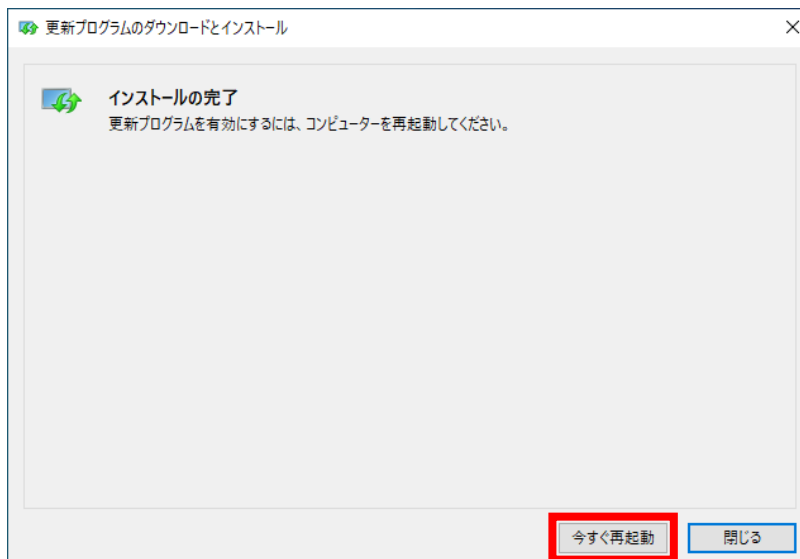 更新プログラムのダウンロードとインストール
インストールの完了
更新プログラムを有効にするには、コンピューターを再起動してください。
今すぐ再起動
閉じる